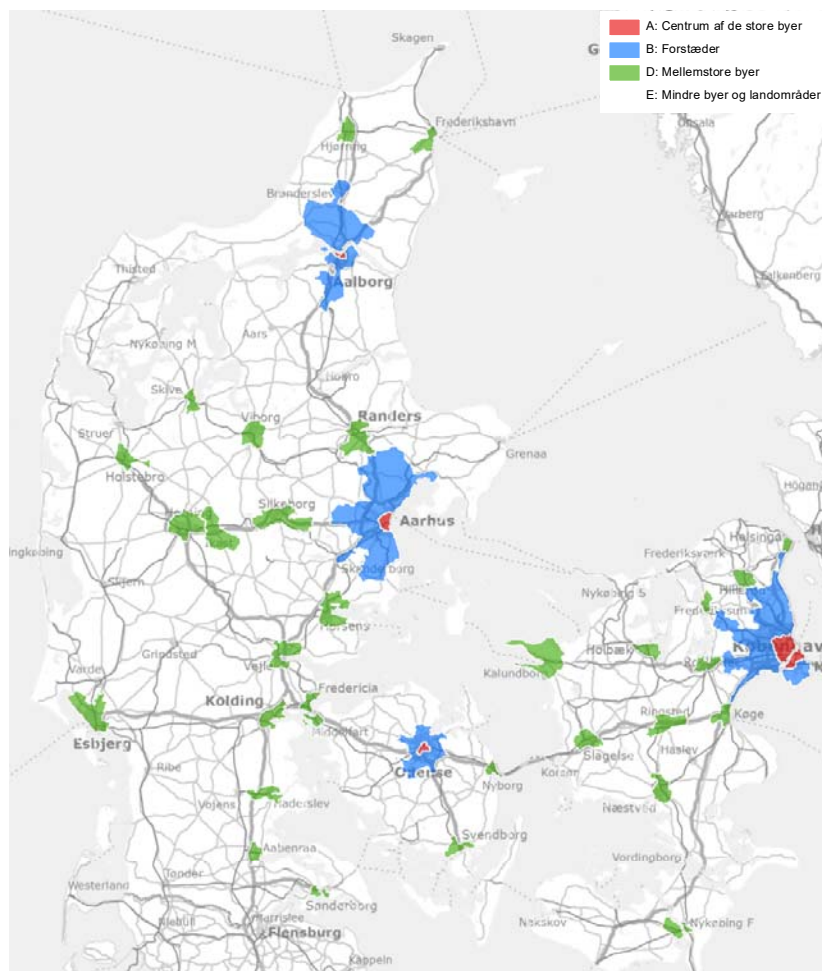 A: Centrum af de store byer
B: Forstæder
D: Mellemstore byer
E: Mindre byer og landområder
Skagen
Frederikshavn
Hjørring
Brønderslev
Aalborg
Thisted
Aars
Nykøbing M
Hobro
Skive
Viborg
Randers
Struer
Holstebro
Grenaa
Silkeborg
Aarhus
Skanderborg
Skjern
Horsens
Grindsted
Vejle
Varde
Kolding
Fredericia
Middelfart
Esbjerg
Ribe
Odense
Nyborg
Vojens
Haderslev
Svendborg
Aabenraa
Tønder
Westerland
Sønderborg
Harrislee
Flensburg
Kappeln
Varberg
Falkenberg
Helsingør
Frederiksværk
Nykøbing S
Hillerød
Frederikssund
Holbæk
Kalundborg
Ringsted
Køge
Slagelse
Haslev
Korsør
Næstved
Vordingborg
Nakskov
Nykøbing F